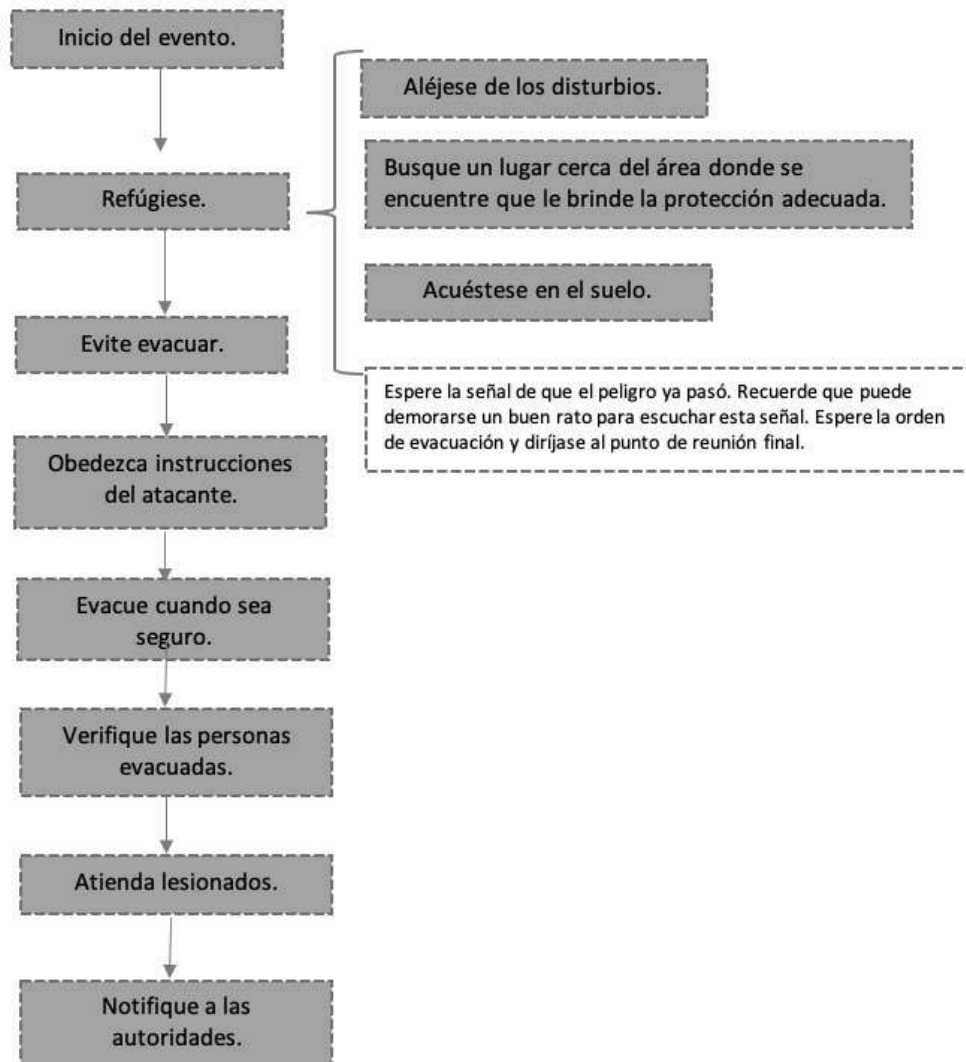 Inicio del evento.
Refúgiese.
Aléjese de los disturbios.
Busque un lugar cerca del área donde se
encuentre que le brinde la protección adecuada.
Acuéstese en el suelo.
Espere la señal de que el peligro ya pasó. Recuerde que puede
demorarse un buen rato para escuchar esta señal. Espere la orden
de evacuación y diríjase al punto de reunión final.
Evite evacuar.
Obedezca instrucciones
del atacante.
Evacue cuando sea
seguro.
Verifique las personas
evacuadas.
Atienda lesionados.
Notifique a las
autoridades.